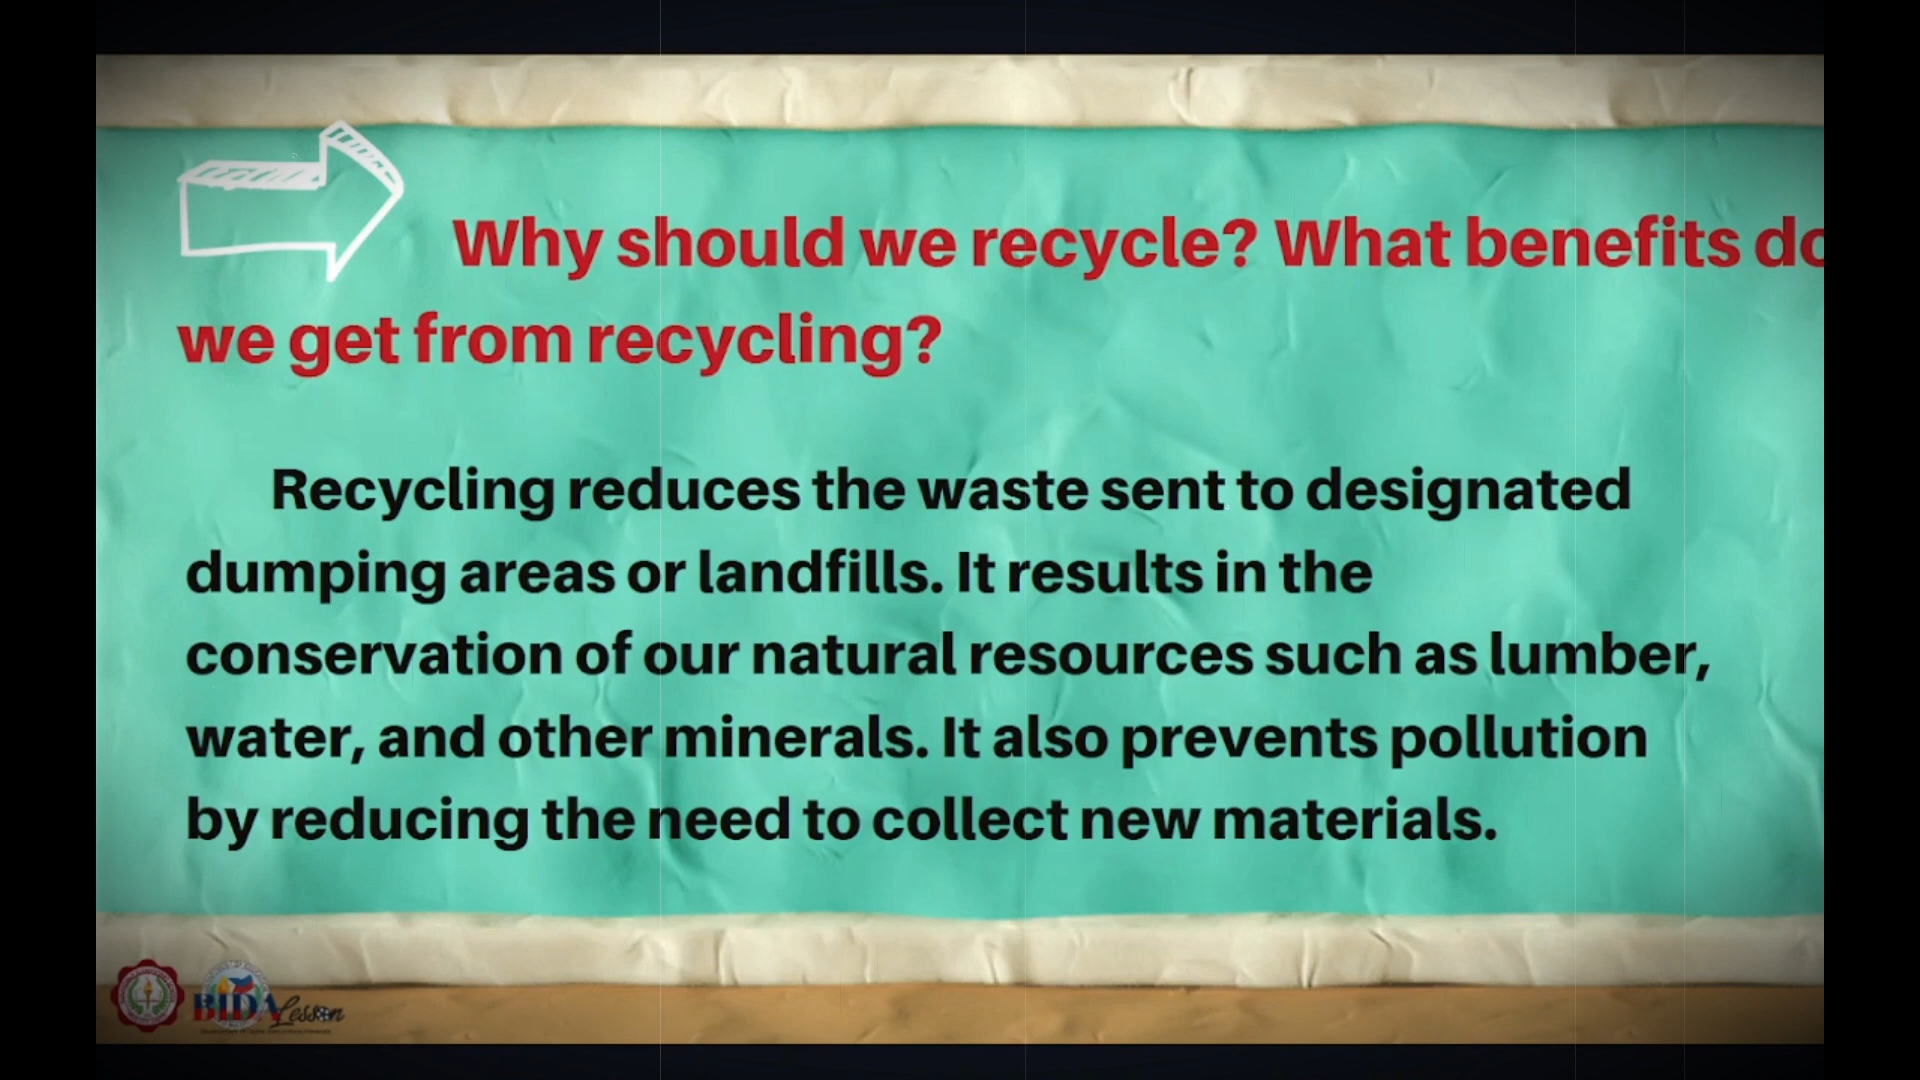 Why should we recycle? What benefits do
we get from recycling?
Recycling reduces the waste sent to designated
dumping areas or landfills. It results in the
conservation of our natural resources such as lumber,
water, and other minerals. It also prevents pollution
by reducing the need to collect new materials.
BIDA Lesson